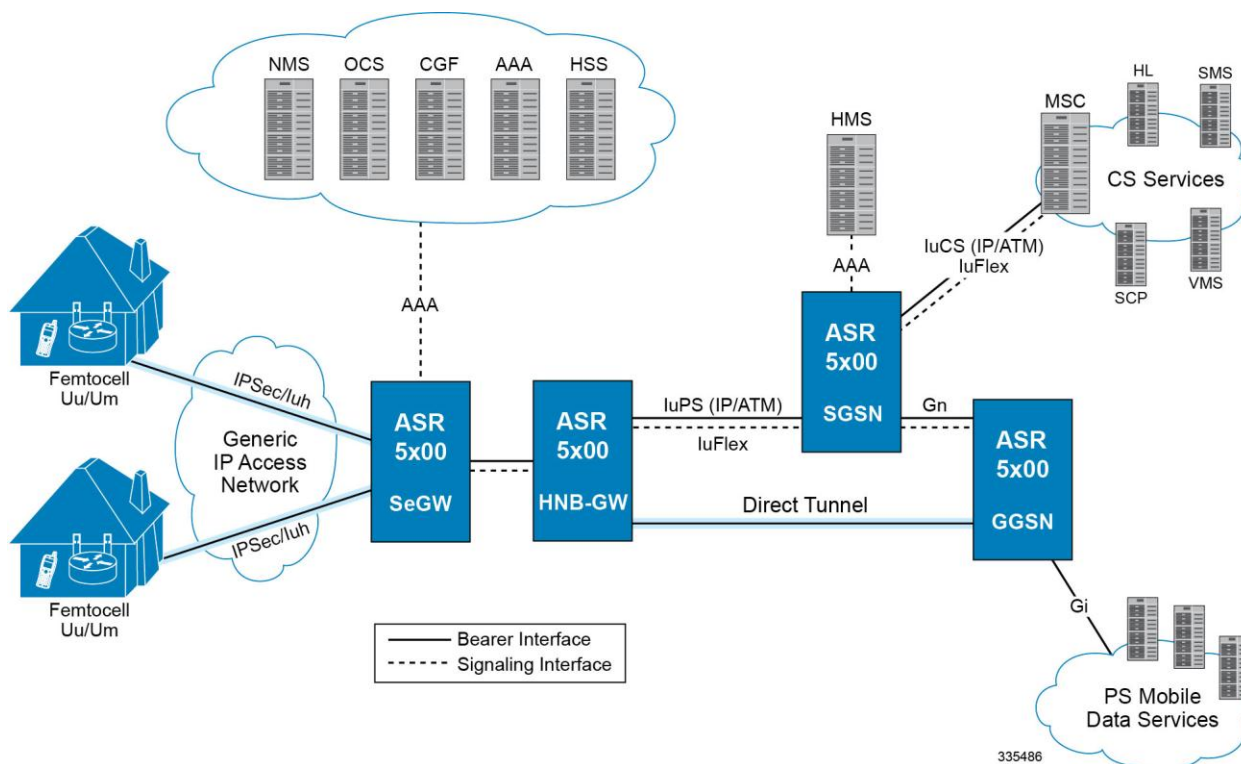 NMS OCS CGF AAA HSS
HL
SMS
MSC
CS Services
SCP
VMS
HMS
AAA
IuCS (IP/ATM)
IuFlex
AAA
Femtocell
Uu/Um
IPSec/Iuh
Generic
IP Access
Network
IPSec/Iuh
Femtocell
Uu/Um
ASR
5x00
SeGW
ASR
5x00
HNB-GW
IuPS (IP/ATM)
IuFlex
ASR
5x00
SGSN
Gn
Direct Tunnel
ASR
5x00
GGSN
Gi
PS Mobile
Data Services
Bearer Interface
Signaling Interface
335486